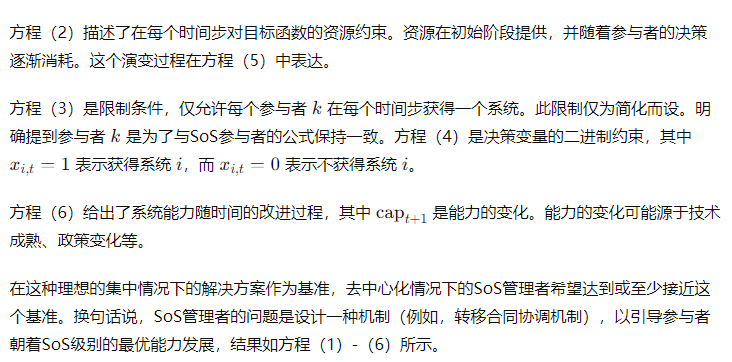 方程（2）描述了在每个时间步对目标函数的资源约束。资源在初始阶段提供，并随着参与者的决策
逐渐消耗。这个演变过程在方程（5）中表达。
方程（3）是限制条件，仅允许每个参与者 k 在每个时间步获得一个系统。此限制仅为简化而设。明
确提到参与者 k 是为了与SoS参与者的公式保持一致。方程（4）是决策变量的二进制约束，其中
x_{i,t} = 1 表示获得系统 i，而 x_{i,t} = 0 表示不获得系统 i。
方程（6）给出了系统能力随时间的改进过程，其中 cap_{t+1} 是能力的变化。能力的变化可能源于技术
成熟、政策变化等。
在这种理想的集中情况下的解决方案作为基准，去中心化情况下的SoS管理者希望达到或至少接近这
个基准。换句话说，SoS管理者的问题是设计一种机制（例如，转移合同协调机制），以引导参与者
朝着SoS级别的最优能力发展，结果如方程（1）-（6）所示。